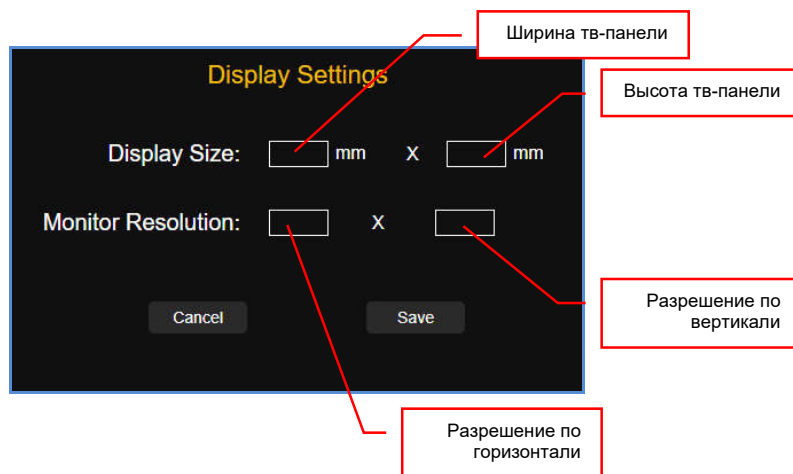 Ширина тв-панели
Display Settings
Высота тв-панели
Display Size: mm X mm
Monitor Resolution: X
Cancel Save
Разрешение по
вертикали
Разрешение по
горизонтали